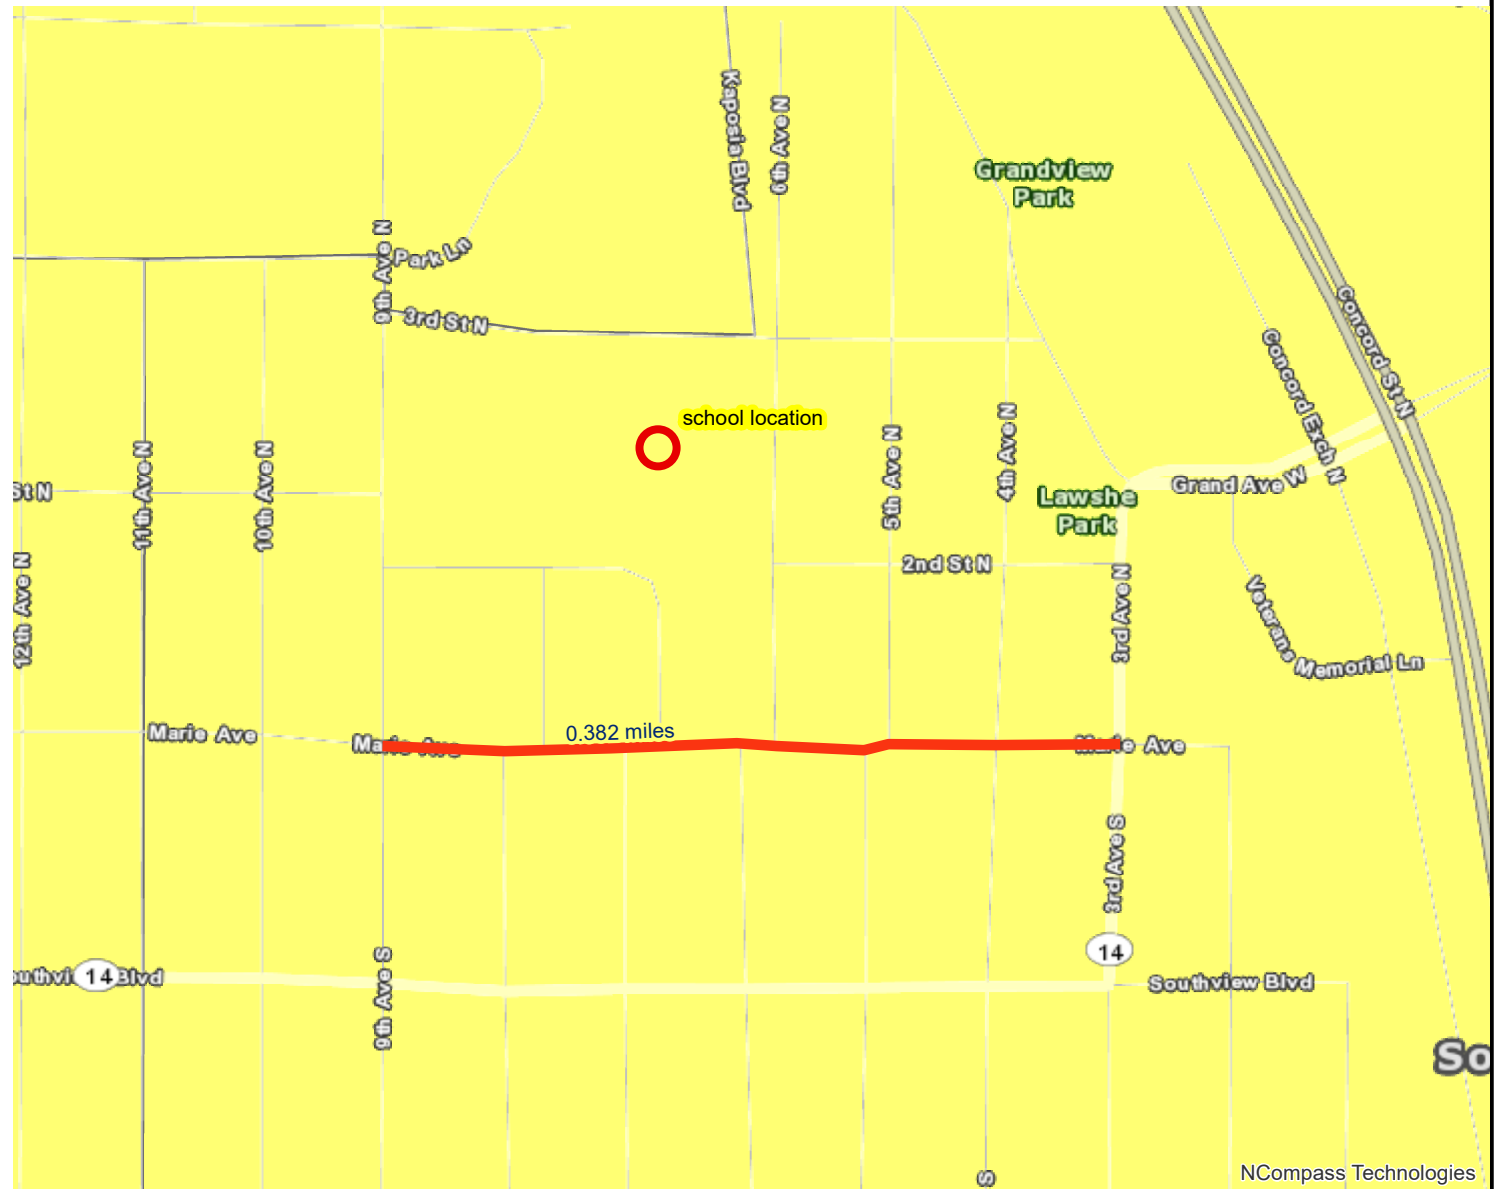 Kaposia Blvd
6th Ave N
Grandview
Park
9th Ave N
Park Ln
3rd St N
Concord St N
Concord Exch N
school location
11th Ave N
10th Ave N
5th Ave N
4th Ave N
St N
Lawshe
Park
Grand Ave W
12th Ave N
2nd St N
3rd Ave N
Veterans Memorial Ln
Marie Ave
Marie Ave
0.382 miles
Marie Ave
3rd Ave S
14
14
outhvi Blvd
9th Ave S
Southview Blvd
So
S
NCompass Technologies